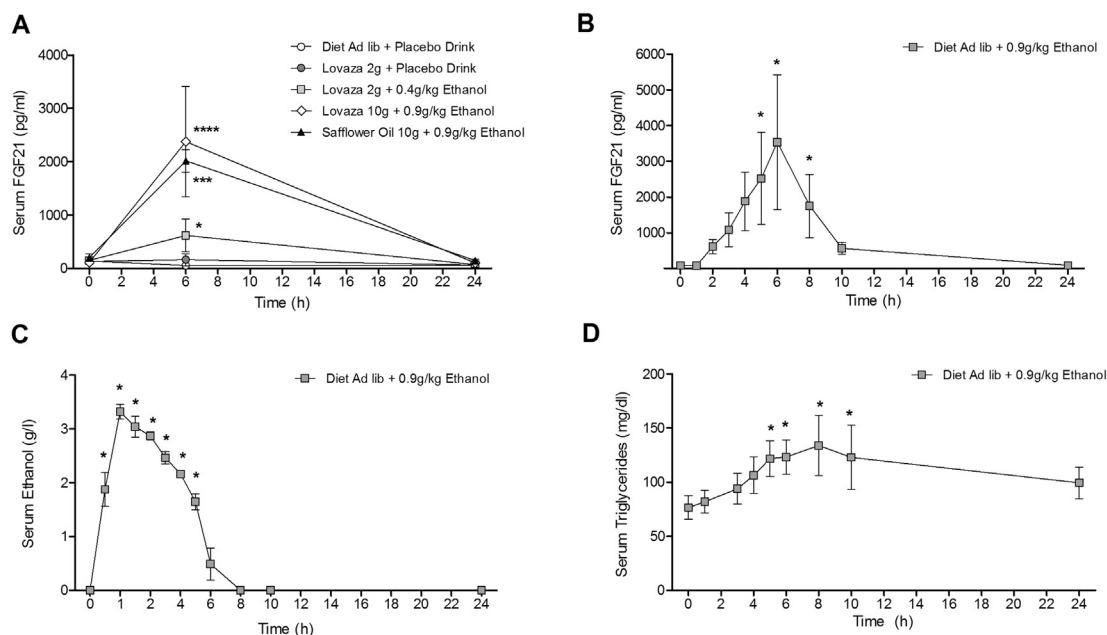 A
Diet Ad lib + Placebo Drink
Lovaza 2g + Placebo Drink
Lovaza 2g + 0.4g/kg Ethanol
Lovaza 10g + 0.9g/kg Ethanol
Safflower Oil 10g + 0.9g/kg Ethanol
Serum FGF21 (pg/ml)
4000
3000
2000
1000
0
****
***
*
0 2 4 6 8 10 12 14 16 18 20 22 24
Time (h)
B
Diet Ad lib + 0.9g/kg Ethanol
Serum FGF21 (pg/ml)
6000
5000
4000
3000
2000
1000
* * *
0 2 4 6 8 10 12 14 16 18 20 22 24
Time (h)
C
Diet Ad lib + 0.9g/kg Ethanol
Serum Ethanol (g/l)
4
3
2
1
0
* * * * * * *
0 1 2 4 6 8 10 12 14 16 18 20 22 24
Time (h)
D
Diet Ad lib + 0.9g/kg Ethanol
Serum Triglycerides (mg/dl)
200
150
100
50
0
* * * *
0 2 4 6 8 10 12 14 16 18 20 22 24
Time (h)